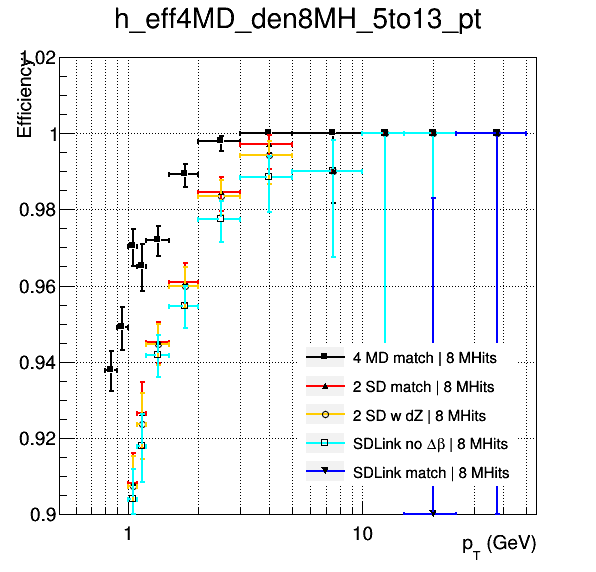 h_eff4MD_den8MH_5to13_pt
Efficiency
1.02
1
0.98
0.96
0.94
0.92
0.9
4 MD match | 8 MHits
2 SD match | 8 MHits
2 SD w dZ | 8 MHits
SDLink no Δβ | 8 MHits
SDLink match | 8 MHits
1
10
p_T (GeV)